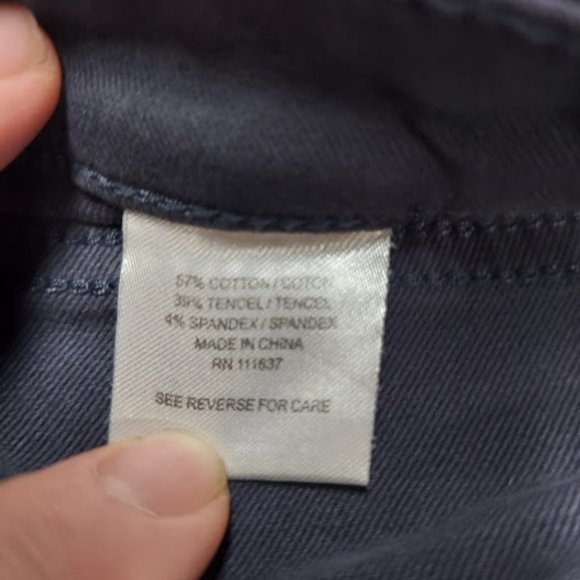 57% COTTON / COTON
39% TENCEL / TENCEL
4% SPANDEX / SPANDEX
MADE IN CHINA
RN 111637
SEE REVERSE FOR CARE